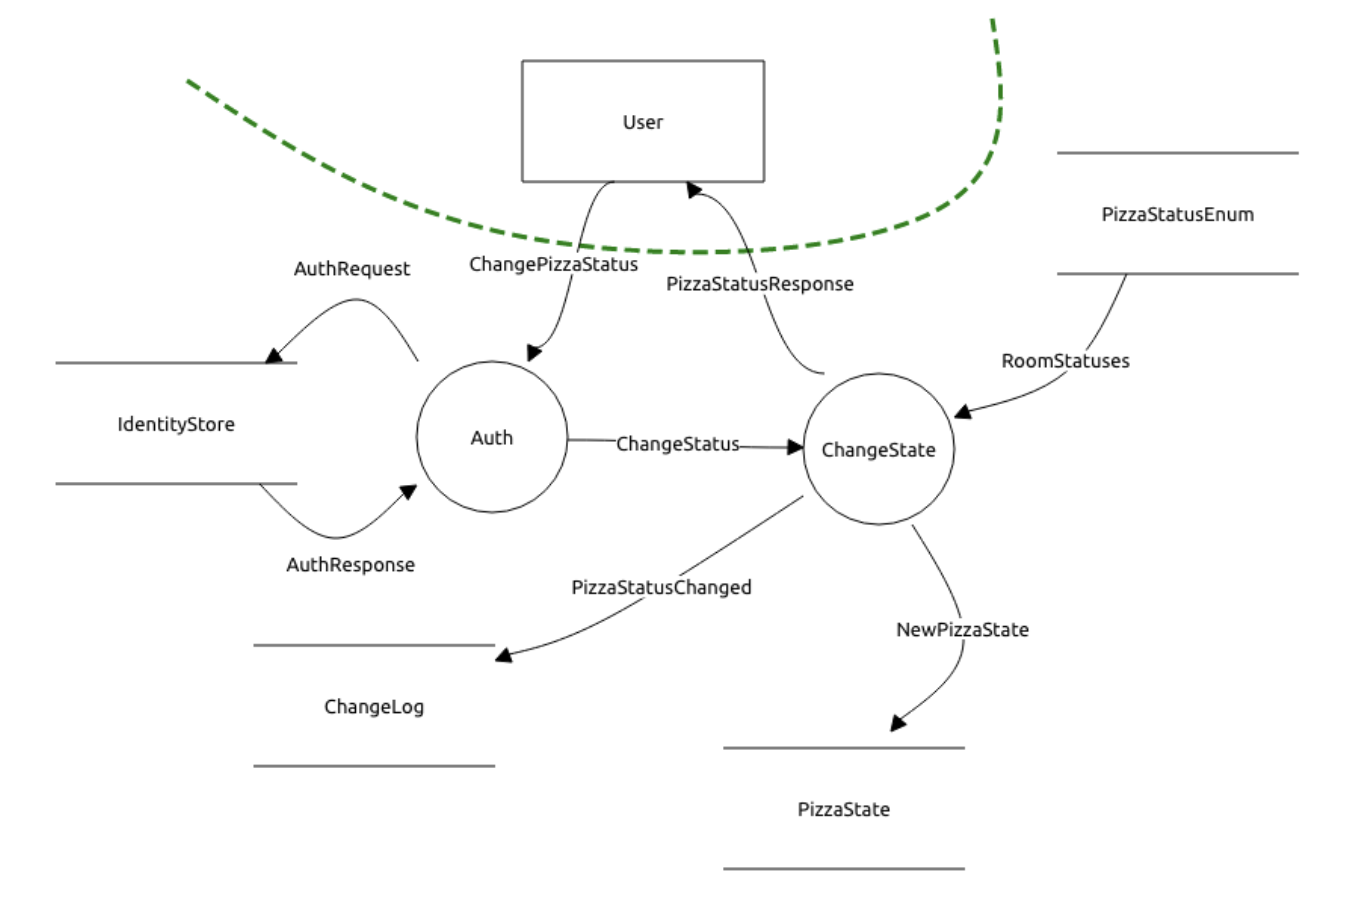 User
PizzaStatusEnum
ChangePizzaStatus
AuthRequest
PizzaStatusResponse
RoomStatuses
IdentityStore
Auth
ChangeStatus
ChangeState
AuthResponse
PizzaStatusChanged
NewPizzaState
ChangeLog
PizzaState